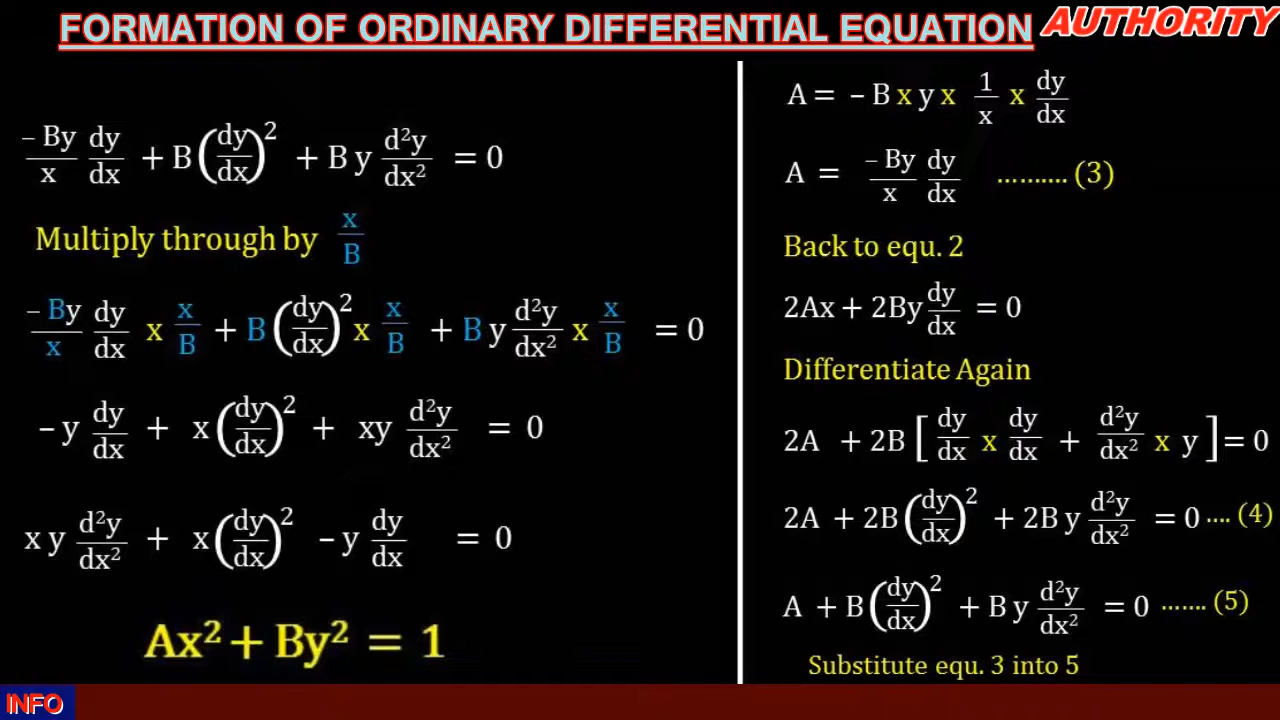 FORMATION OF ORDINARY DIFFERENTIAL EQUATION
AUTHORITY
– By/x dy/dx + B(dy/dx)² + B y d²y/dx² = 0
Multiply through by x/B
– By/x dy/dx x x/B + B(dy/dx)² x x/B + B y d²y/dx² x x/B = 0
– y dy/dx + x(dy/dx)² + xy d²y/dx² = 0
x y d²y/dx² + x(dy/dx)² – y dy/dx = 0
Ax² + By² = 1
A = – B x y x 1/x x dy/dx
A = – By/x dy/dx .......... (3)
Back to equ. 2
2Ax + 2By dy/dx = 0
Differentiate Again
2A + 2B [ dy/dx x dy/dx + d²y/dx² x y ] = 0
2A + 2B(dy/dx)² + 2B y d²y/dx² = 0 .... (4)
A + B(dy/dx)² + B y d²y/dx² = 0 ....... (5)
Substitute equ. 3 into 5
INFO